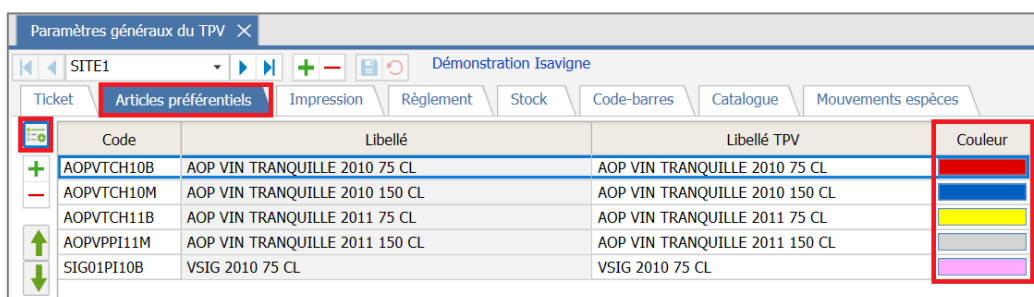 Paramètres généraux du TPV
SITE1 Démonstration Isavigne
Ticket Articles préférentiels Impression Règlement Stock Code-barres Catalogue Mouvements espèces
Code Libellé Libellé TPV Couleur
AOPVTCH10B AOP VIN TRANQUILLE 2010 75 CL AOP VIN TRANQUILLE 2010 75 CL
AOPVTCH10M AOP VIN TRANQUILLE 2010 150 CL AOP VIN TRANQUILLE 2010 150 CL
AOPVTCH11B AOP VIN TRANQUILLE 2011 75 CL AOP VIN TRANQUILLE 2011 75 CL
AOPVPPI11M AOP VIN TRANQUILLE 2011 150 CL AOP VIN TRANQUILLE 2011 150 CL
SIG01PI10B VSIG 2010 75 CL VSIG 2010 75 CL